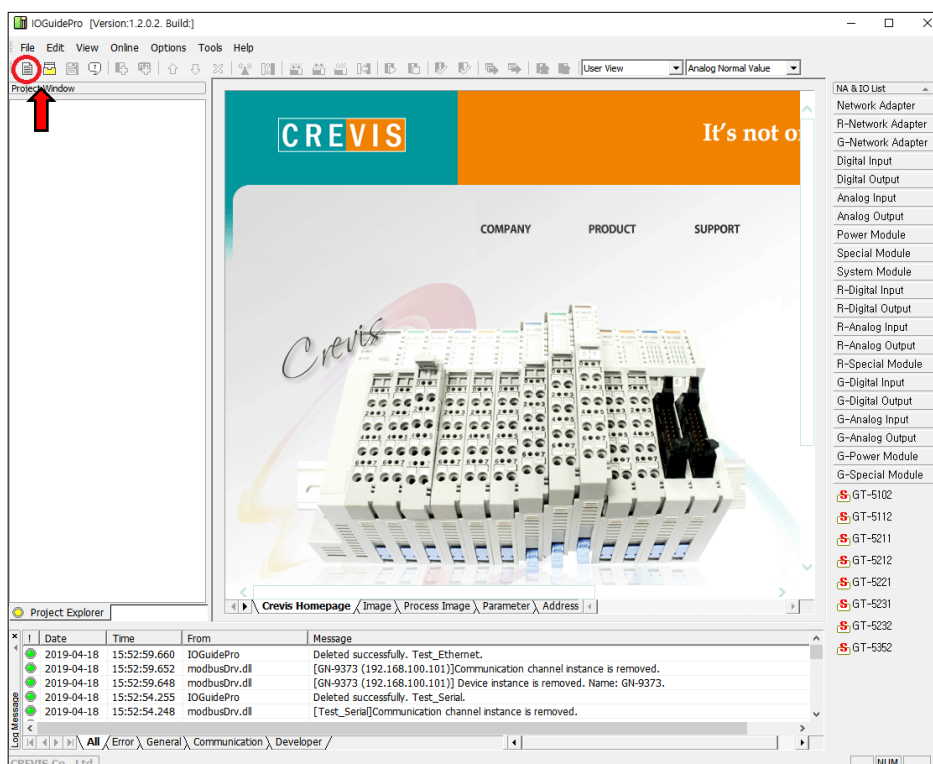 IOGuidePro [Version:1.2.0.2. Build:]
File Edit View Online Options Tools Help
User View Analog Normal Value
Project Window
NA & IO List
CREVIS
It's not o
COMPANY PRODUCT SUPPORT
Crevis
Network Adapter
R-Network Adapter
G-Network Adapter
Digital Input
Digital Output
Analog Input
Analog Output
Power Module
Special Module
System Module
R-Digital Input
R-Digital Output
R-Analog Input
R-Analog Output
R-Special Module
G-Digital Input
G-Digital Output
G-Analog Input
G-Analog Output
G-Power Module
G-Special Module
GT-5102
GT-5112
GT-5211
GT-5212
GT-5221
GT-5231
GT-5232
GT-5352
Project Explorer
Crevis Homepage Image Process Image Parameter Address
! Date Time From Message
2019-04-18 15:52:59.660 IOGuidePro Deleted successfully. Test_Ethernet.
2019-04-18 15:52:59.652 modbusDrv.dll [GN-9373 (192.168.100.101)]Communication channel instance is removed.
2019-04-18 15:52:59.648 modbusDrv.dll [GN-9373 (192.168.100.101)] Device instance is removed. Name: GN-9373.
2019-04-18 15:52:54.255 IOGuidePro Deleted successfully. Test_Serial.
2019-04-18 15:52:54.248 modbusDrv.dll [Test_Serial]Communication channel instance is removed.
Log Message
All Error General Communication Developer
CREVIS Co., Ltd.
NUM